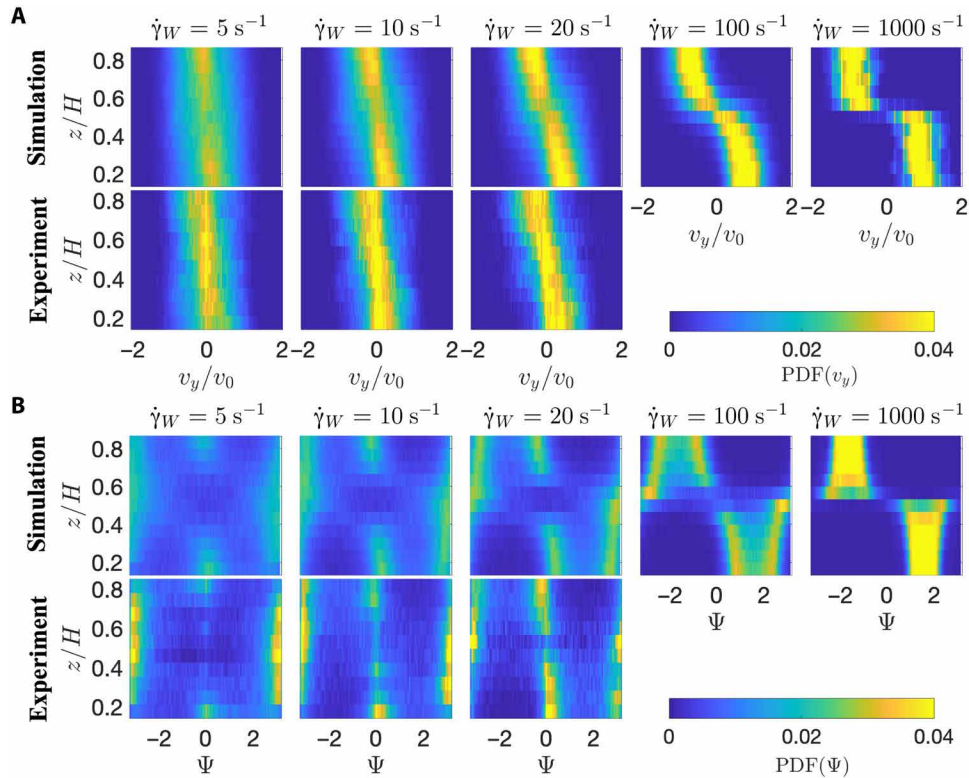 A
γ̇_W = 5 s⁻¹ γ̇_W = 10 s⁻¹ γ̇_W = 20 s⁻¹ γ̇_W = 100 s⁻¹ γ̇_W = 1000 s⁻¹
Simulation
z/H
0.8
0.6
0.4
0.2
−2 0 2 −2 0 2
v_y/v_0 v_y/v_0
Experiment
z/H
0.8
0.6
0.4
0.2
−2 0 2 −2 0 2 −2 0 2
v_y/v_0 v_y/v_0 v_y/v_0
0 0.02 0.04
PDF(v_y)
B
γ̇_W = 5 s⁻¹ γ̇_W = 10 s⁻¹ γ̇_W = 20 s⁻¹ γ̇_W = 100 s⁻¹ γ̇_W = 1000 s⁻¹
Simulation
z/H
0.8
0.6
0.4
0.2
−2 0 2 −2 0 2
Ψ Ψ
Experiment
z/H
0.8
0.6
0.4
0.2
−2 0 2 −2 0 2 −2 0 2
Ψ Ψ Ψ
0 0.02 0.04
PDF(Ψ)